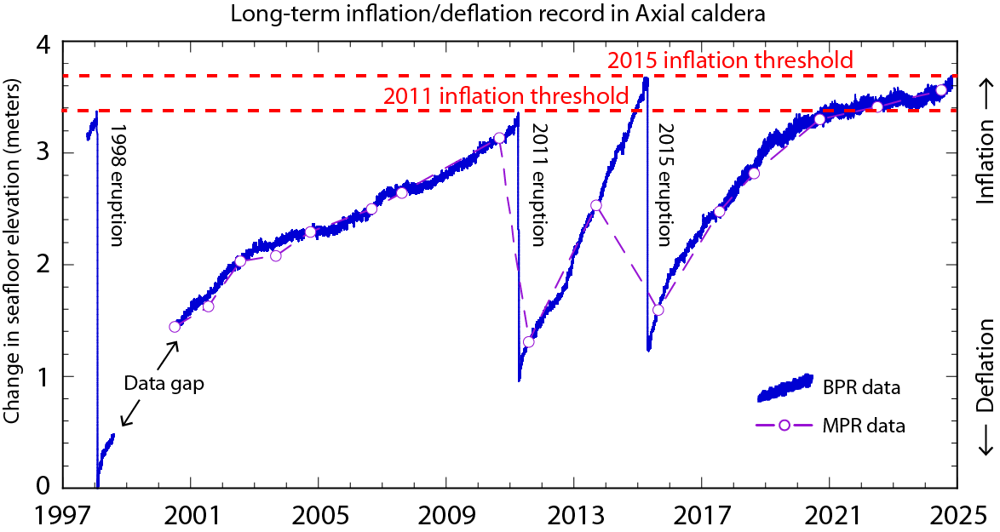 Long-term inflation/deflation record in Axial caldera
Change in seafloor elevation (meters)
4
3
2
1
0
2015 inflation threshold
2011 inflation threshold
1998 eruption
2011 eruption
2015 eruption
Data gap
BPR data
MPR data
Inflation →
← Deflation
1997
2001
2005
2009
2013
2017
2021
2025